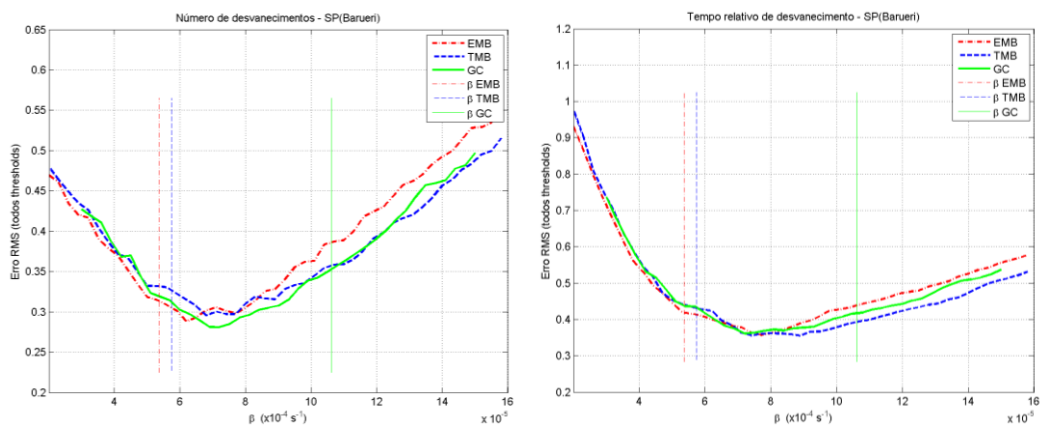 Número de desvanecimentos - SP(Barueri)
0.65
0.6
0.55
0.5
0.45
0.4
0.35
0.3
0.25
0.2
Erro RMS (todos thresholds)
4
6
8
10
12
14
16
β (x10⁻⁴ s⁻¹)
x 10⁻⁵
EMB
TMB
GC
β EMB
β TMB
β GC
Tempo relativo de desvanecimento - SP(Barueri)
1.2
1.1
1
0.9
0.8
0.7
0.6
0.5
0.4
0.3
0.2
Erro RMS (todos thresholds)
4
6
8
10
12
14
16
β (x10⁻⁴ s⁻¹)
x 10⁻⁵
EMB
TMB
GC
β EMB
β TMB
β GC